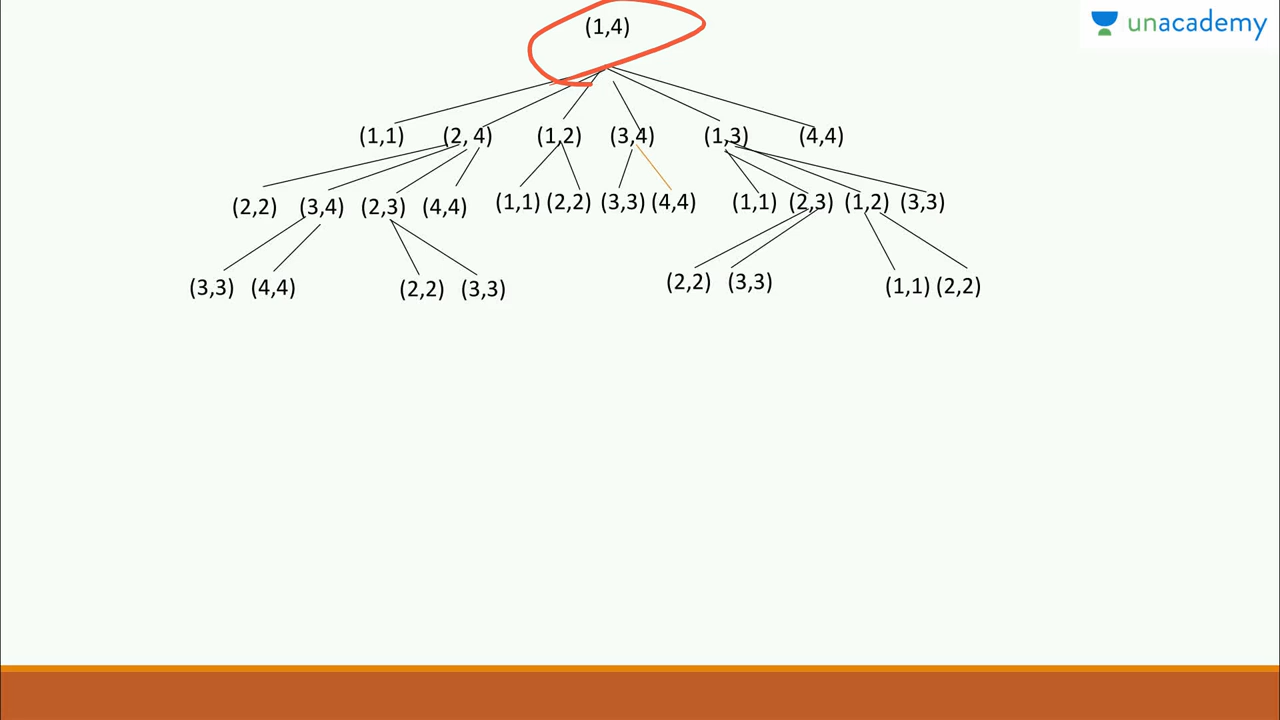 (1,4)
unacademy
(1,1) (2, 4) (1,2) (3,4) (1,3) (4,4)
(2,2) (3,4) (2,3) (4,4) (1,1) (2,2) (3,3) (4,4) (1,1) (2,3) (1,2) (3,3)
(3,3) (4,4) (2,2) (3,3) (2,2) (3,3) (1,1) (2,2)